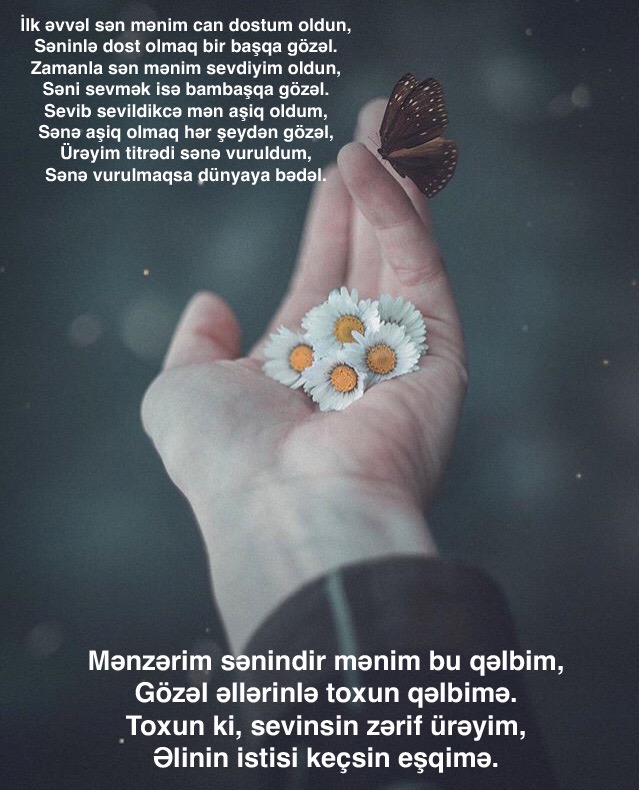 İlk əvvəl sən mənim can dostum oldun,
Səninlə dost olmaq bir başqa gözəl.
Zamanla sən mənim sevdiyim oldun,
Səni sevmək isə bambaşqa gözəl.
Sevib sevildikcə mən aşiq oldum,
Sənə aşiq olmaq hər şeydən gözəl,
Ürəyim titrədi sənə vuruldum,
Sənə vurulmaqsa dünyaya bədəl.
Mənzərim sənindir mənim bu qəlbim,
Gözəl əllərinlə toxun qəlbimə.
Toxun ki, sevinsin zərif ürəyim,
Əlinin istisi keçsin eşqimə.